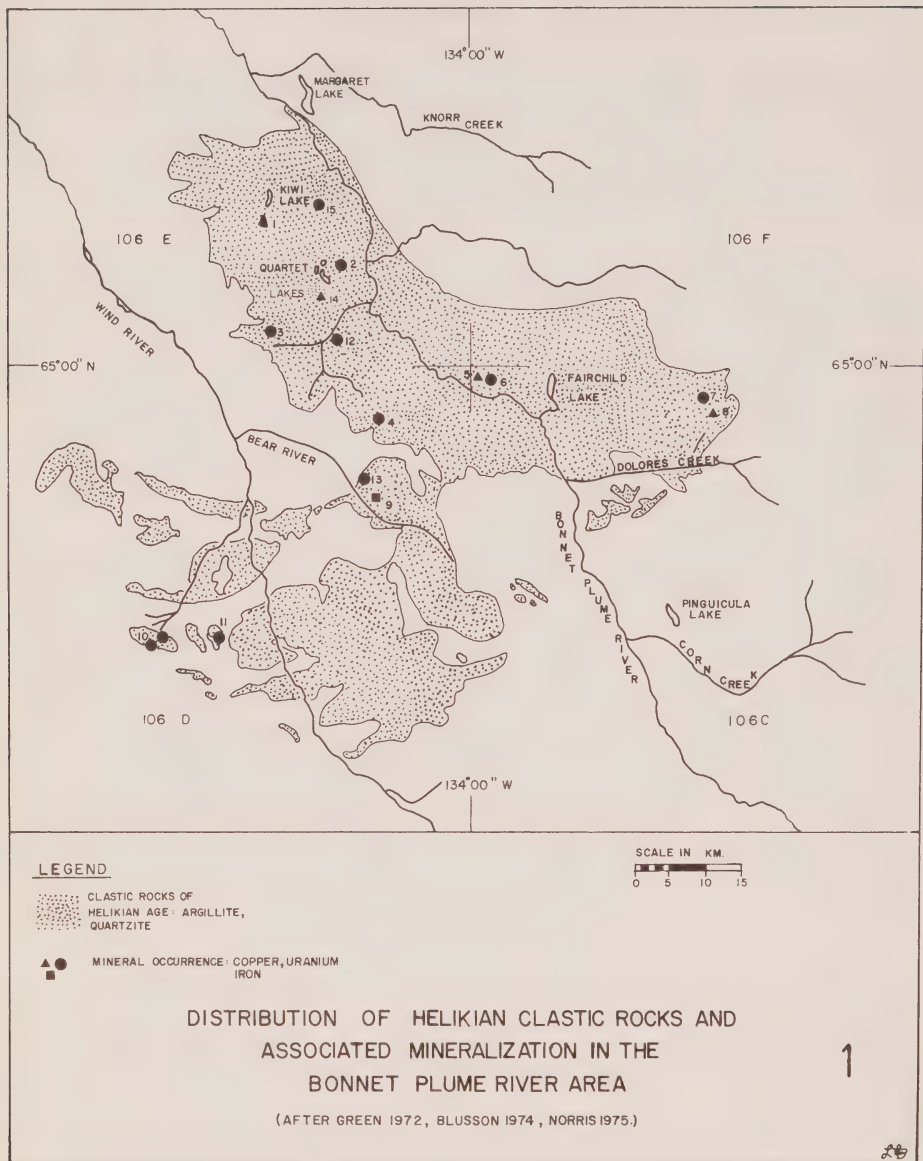 134°00" W
MARGARET
LAKE
KNORR CREEK
KIWI
LAKE
15
1
106 E
106 F
QUARTET
2
LAKES
14
WIND RIVER
3
12
65°00" N
65°00" N
5
6
FAIRCHILD
LAKE
7
8
4
BEAR RIVER
DOLORES CREEK
13
9
BONNET PLUME RIVER
PINGUICULA
LAKE
10
11
CORN CREEK
106 D
106C
134°00" W
LEGEND
CLASTIC ROCKS OF
HELIKIAN AGE: ARGILLITE,
QUARTZITE
MINERAL OCCURRENCE: COPPER, URANIUM
IRON
SCALE IN KM.
0 5 10 15
DISTRIBUTION OF HELIKIAN CLASTIC ROCKS AND
ASSOCIATED MINERALIZATION IN THE
BONNET PLUME RIVER AREA
1
(AFTER GREEN 1972, BLUSSON 1974, NORRIS 1975.)